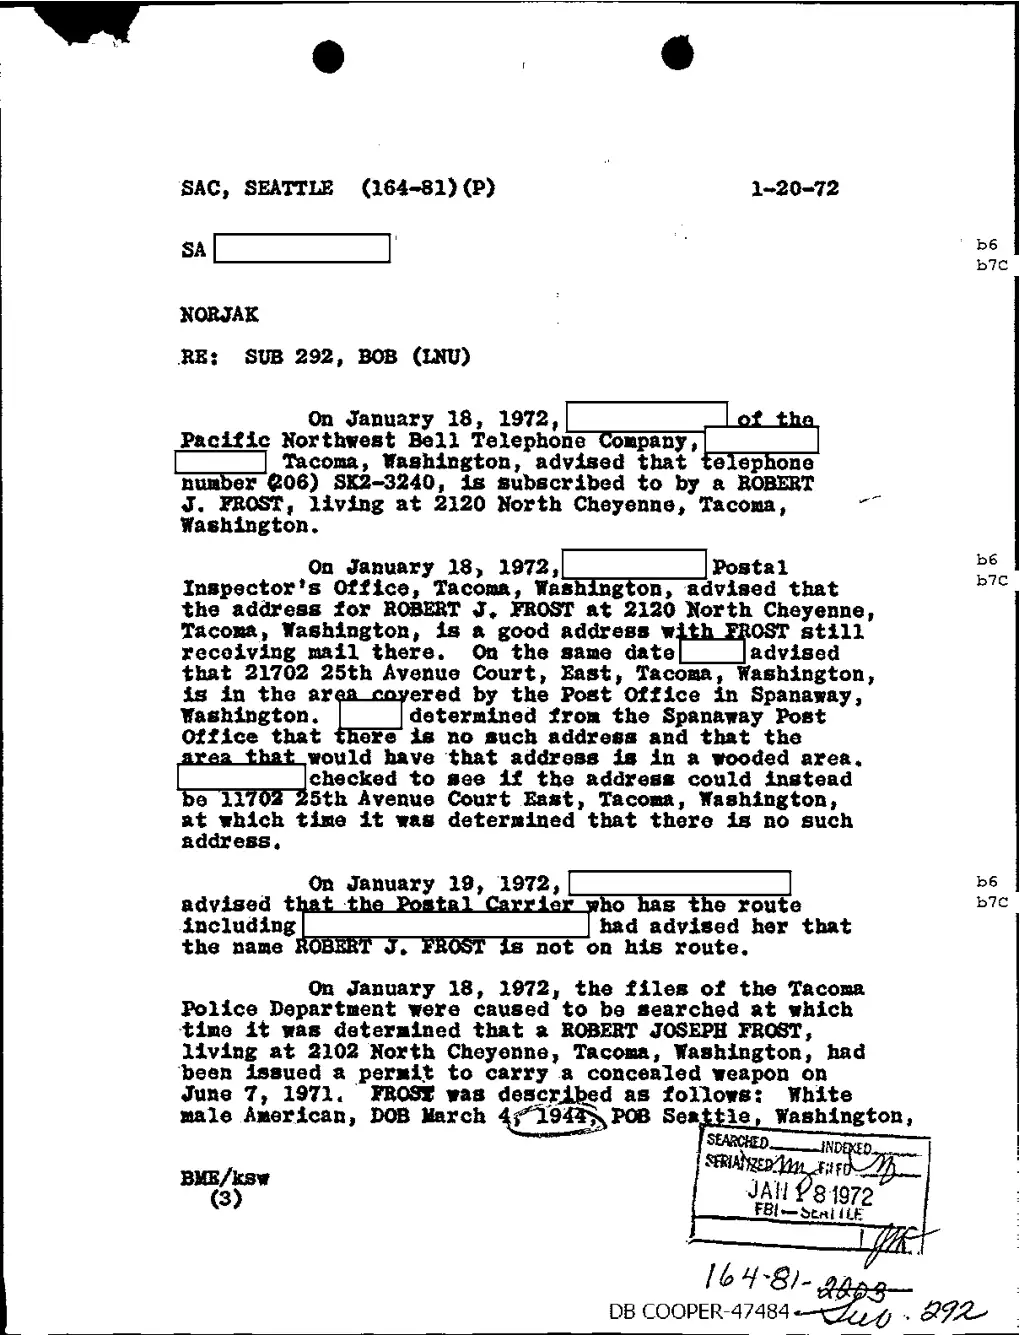 SAC, SEATTLE (164-81)(P) 1-20-72
SA b6
b7C
NORJAK
RE: SUB 292, BOB (LNU)
On January 18, 1972, of the
Pacific Northwest Bell Telephone Company,
Tacoma, Washington, advised that telephone
number (206) SK2-3240, is subscribed to by a ROBERT
J. FROST, living at 2120 North Cheyenne, Tacoma,
Washington.
On January 18, 1972, Postal b6
Inspector's Office, Tacoma, Washington, advised that b7C
the address for ROBERT J. FROST at 2120 North Cheyenne,
Tacoma, Washington, is a good address with FROST still
receiving mail there. On the same date advised
that 21702 25th Avenue Court, East, Tacoma, Washington,
is in the area covered by the Post Office in Spanaway,
Washington. determined from the Spanaway Post
Office that there is no such address and that the
area that would have that address is in a wooded area.
checked to see if the address could instead
be 11702 25th Avenue Court East, Tacoma, Washington,
at which time it was determined that there is no such
address.
On January 19, 1972, b6
advised that the Postal Carrier who has the route b7C
including had advised her that
the name ROBERT J. FROST is not on his route.
On January 18, 1972, the files of the Tacoma
Police Department were caused to be searched at which
time it was determined that a ROBERT JOSEPH FROST,
living at 2102 North Cheyenne, Tacoma, Washington, had
been issued a permit to carry a concealed weapon on
June 7, 1971. FROST was described as follows: White
male American, DOB March 4, 1944, POB Seattle, Washington,
SEARCHED INDEXED
SERIALIZED FILED
BME/ksw
(3)
JAN 28 1972
FBI—SEATTLE
164-81-2203
DB COOPER-47484
Sub. 292